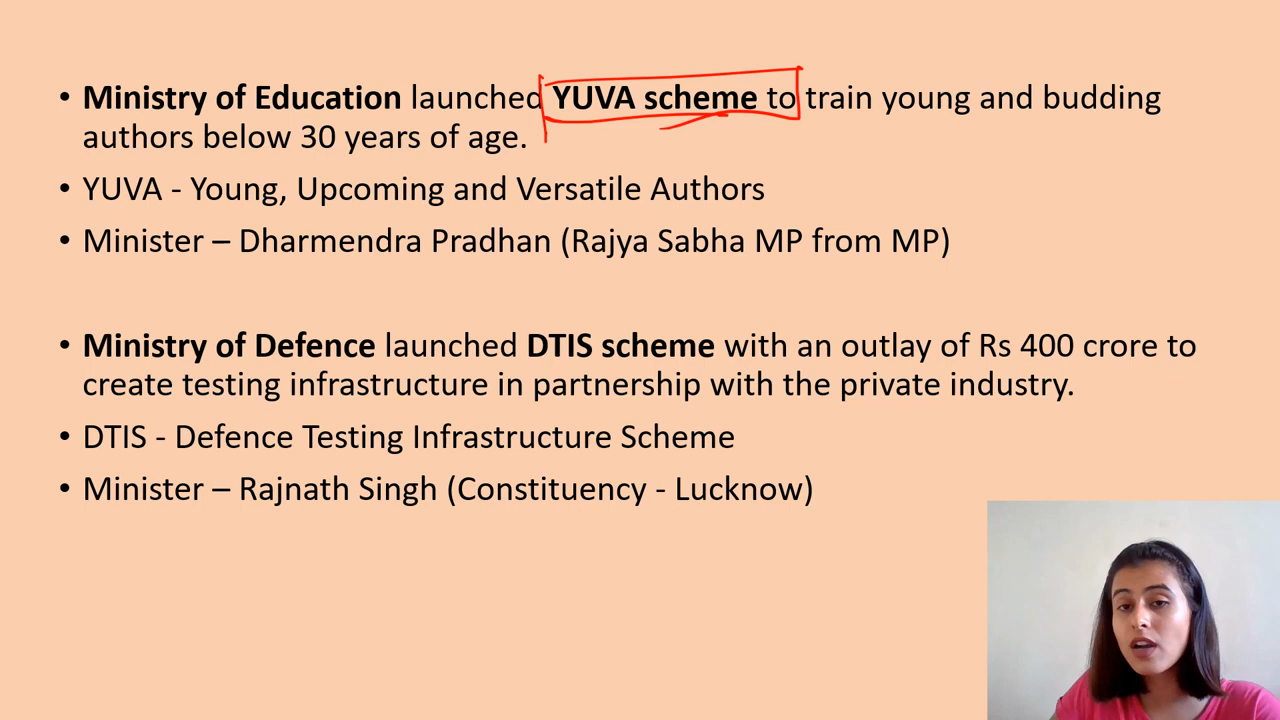 • Ministry of Education launched YUVA scheme to train young and budding
authors below 30 years of age.
• YUVA - Young, Upcoming and Versatile Authors
• Minister – Dharmendra Pradhan (Rajya Sabha MP from MP)
• Ministry of Defence launched DTIS scheme with an outlay of Rs 400 crore to
create testing infrastructure in partnership with the private industry.
• DTIS - Defence Testing Infrastructure Scheme
• Minister – Rajnath Singh (Constituency - Lucknow)